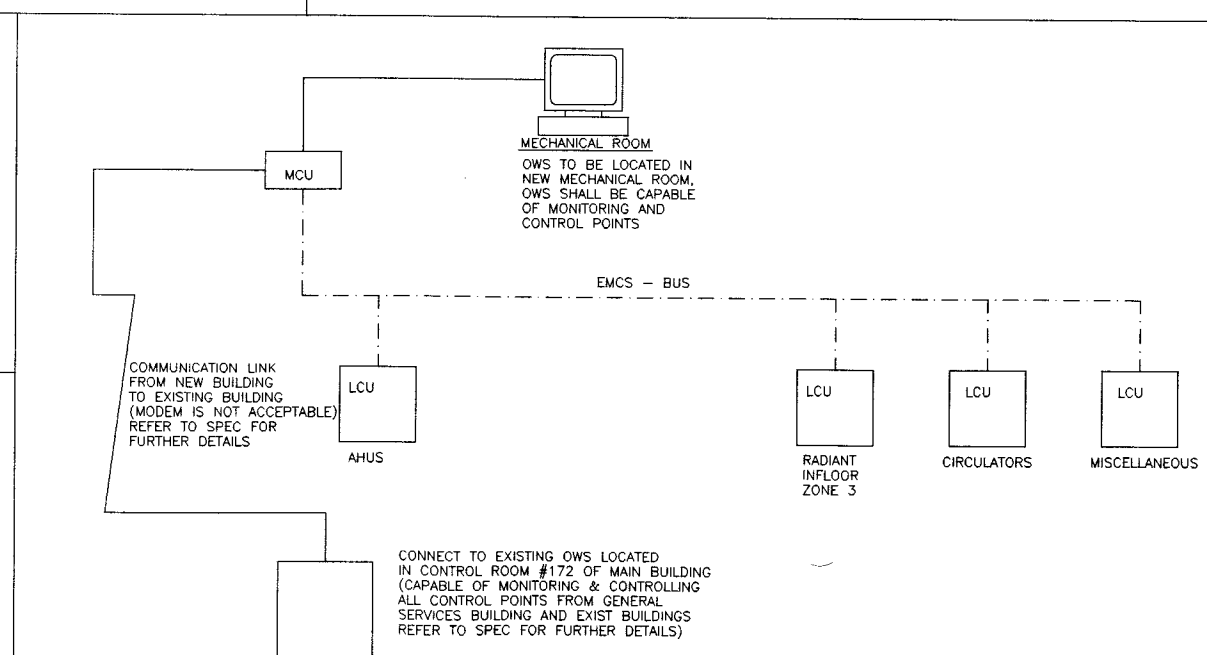 MECHANICAL ROOM
OWS TO BE LOCATED IN
NEW MECHANICAL ROOM,
OWS SHALL BE CAPABLE
OF MONITORING AND
CONTROL POINTS
MCU
EMCS - BUS
COMMUNICATION LINK
FROM NEW BUILDING
TO EXISTING BUILDING
(MODEM IS NOT ACCEPTABLE)
REFER TO SPEC FOR
FURTHER DETAILS
LCU
AHUS
LCU
RADIANT
INFLOOR
ZONE 3
LCU
CIRCULATORS
LCU
MISCELLANEOUS
CONNECT TO EXISTING OWS LOCATED
IN CONTROL ROOM #172 OF MAIN BUILDING
(CAPABLE OF MONITORING & CONTROLLING
ALL CONTROL POINTS FROM GENERAL
SERVICES BUILDING AND EXIST BUILDINGS
REFER TO SPEC FOR FURTHER DETAILS)